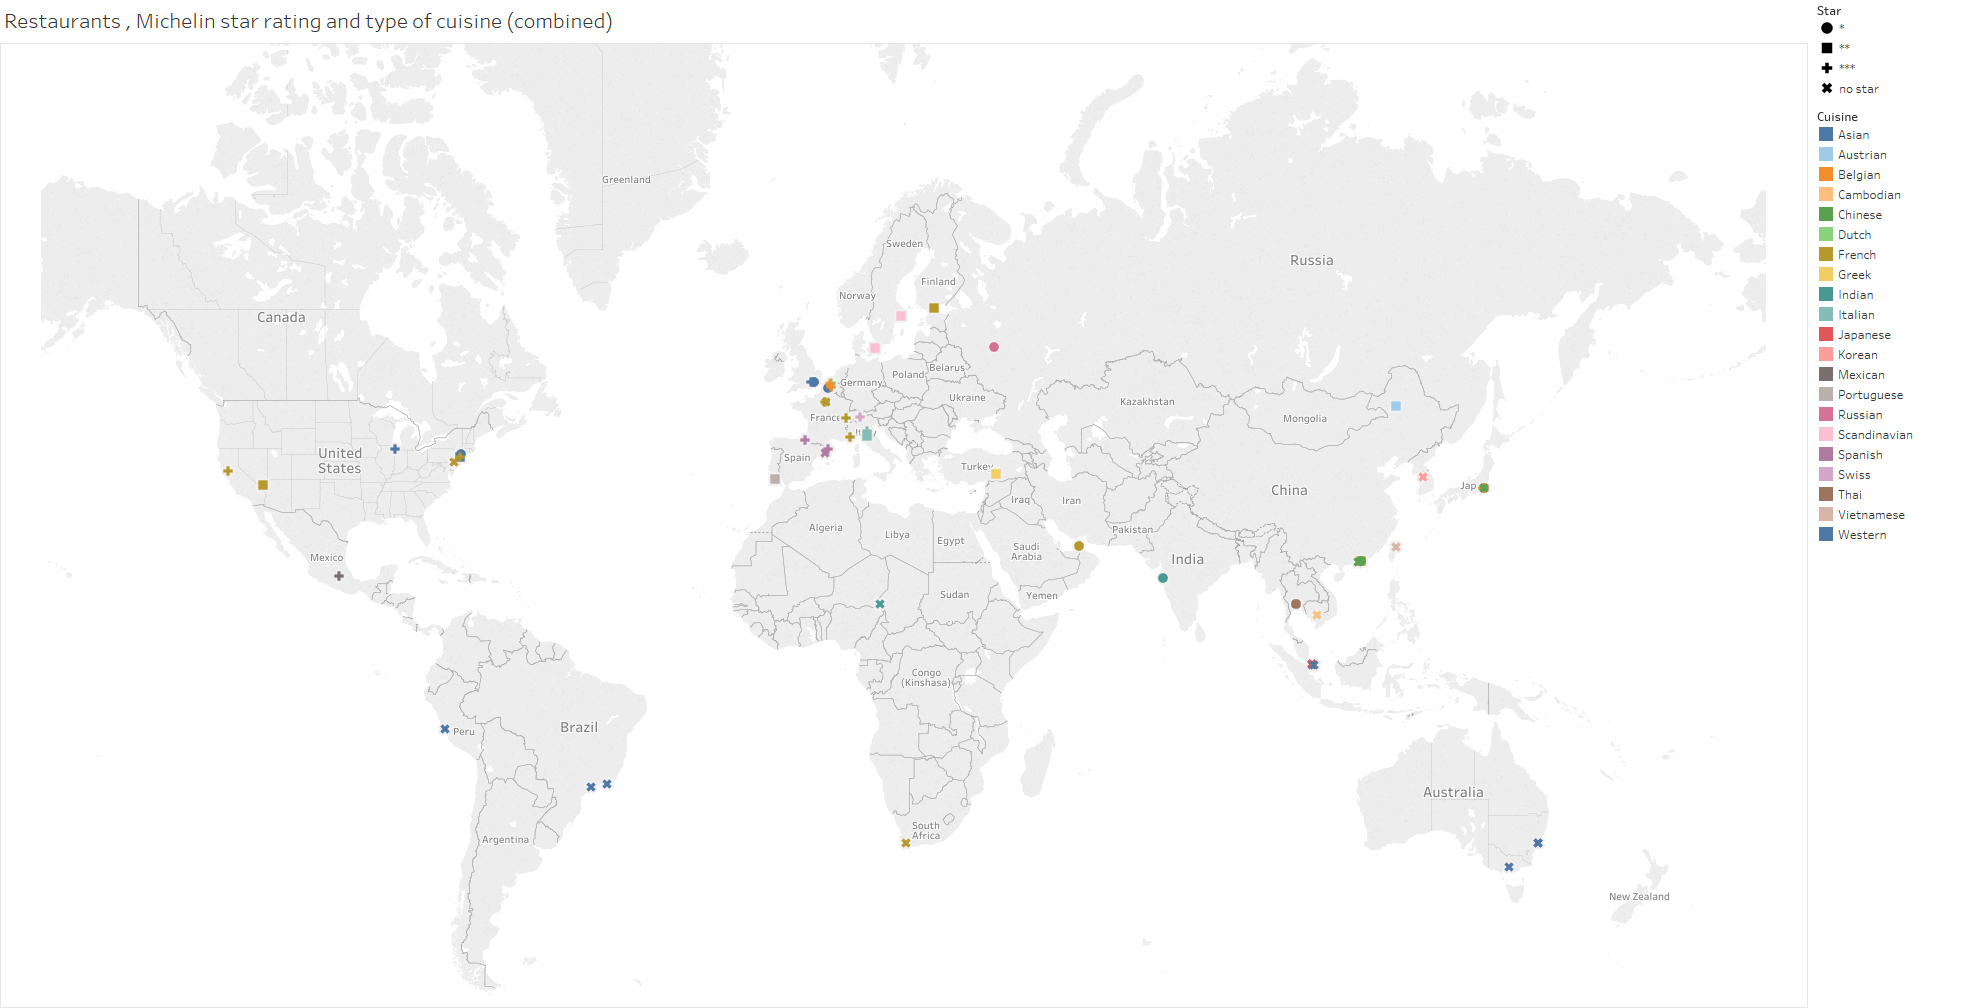 Restaurants , Michelin star rating and type of cuisine (combined)
Star
*
**
***
no star
Cuisine
Asian
Austrian
Belgian
Cambodian
Chinese
Dutch
French
Greek
Indian
Italian
Japanese
Korean
Mexican
Portuguese
Russian
Scandinavian
Spanish
Swiss
Thai
Vietnamese
Western
Greenland
Sweden
Russia
Finland
Norway
Canada
Poland
Belarus
Germany
Ukraine
Kazakhstan
France
Mongolia
United
States
Spain
Turkey
China
Iraq
Iran
Algeria
Libya
Egypt
Pakistan
Saudi
Arabia
India
Mexico
Sudan
Yemen
Congo
(Kinshasa)
Brazil
Peru
Australia
South
Africa
Argentina
New Zealand